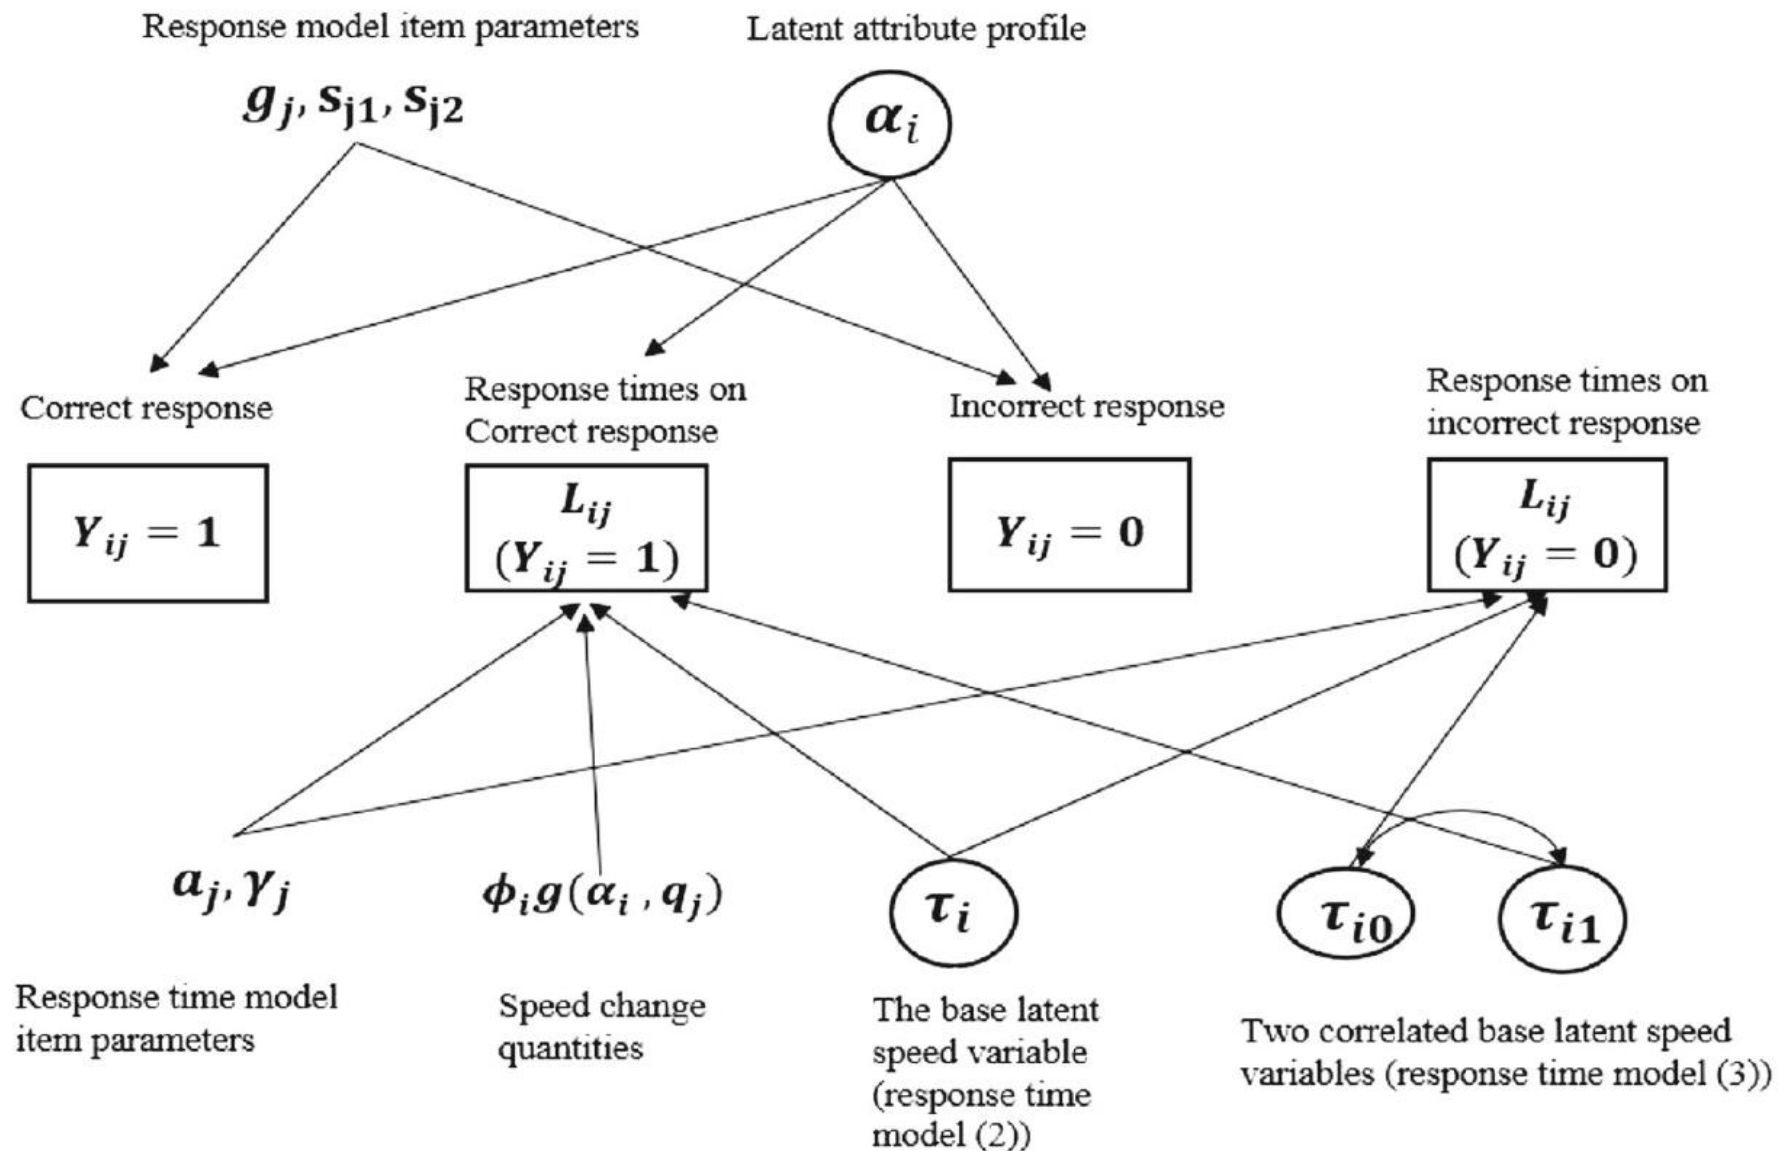 Response model item parameters
Latent attribute profile
g_j, s_j1, s_j2
α_i
Correct response
Response times on
Correct response
Incorrect response
Response times on
incorrect response
Y_ij = 1
L_ij
(Y_ij = 1)
Y_ij = 0
L_ij
(Y_ij = 0)
a_j, γ_j
ϕ_i g(α_i , q_j)
τ_i
τ_i0
τ_i1
Response time model
item parameters
Speed change
quantities
The base latent
speed variable
(response time
model (2))
Two correlated base latent speed
variables (response time model (3))